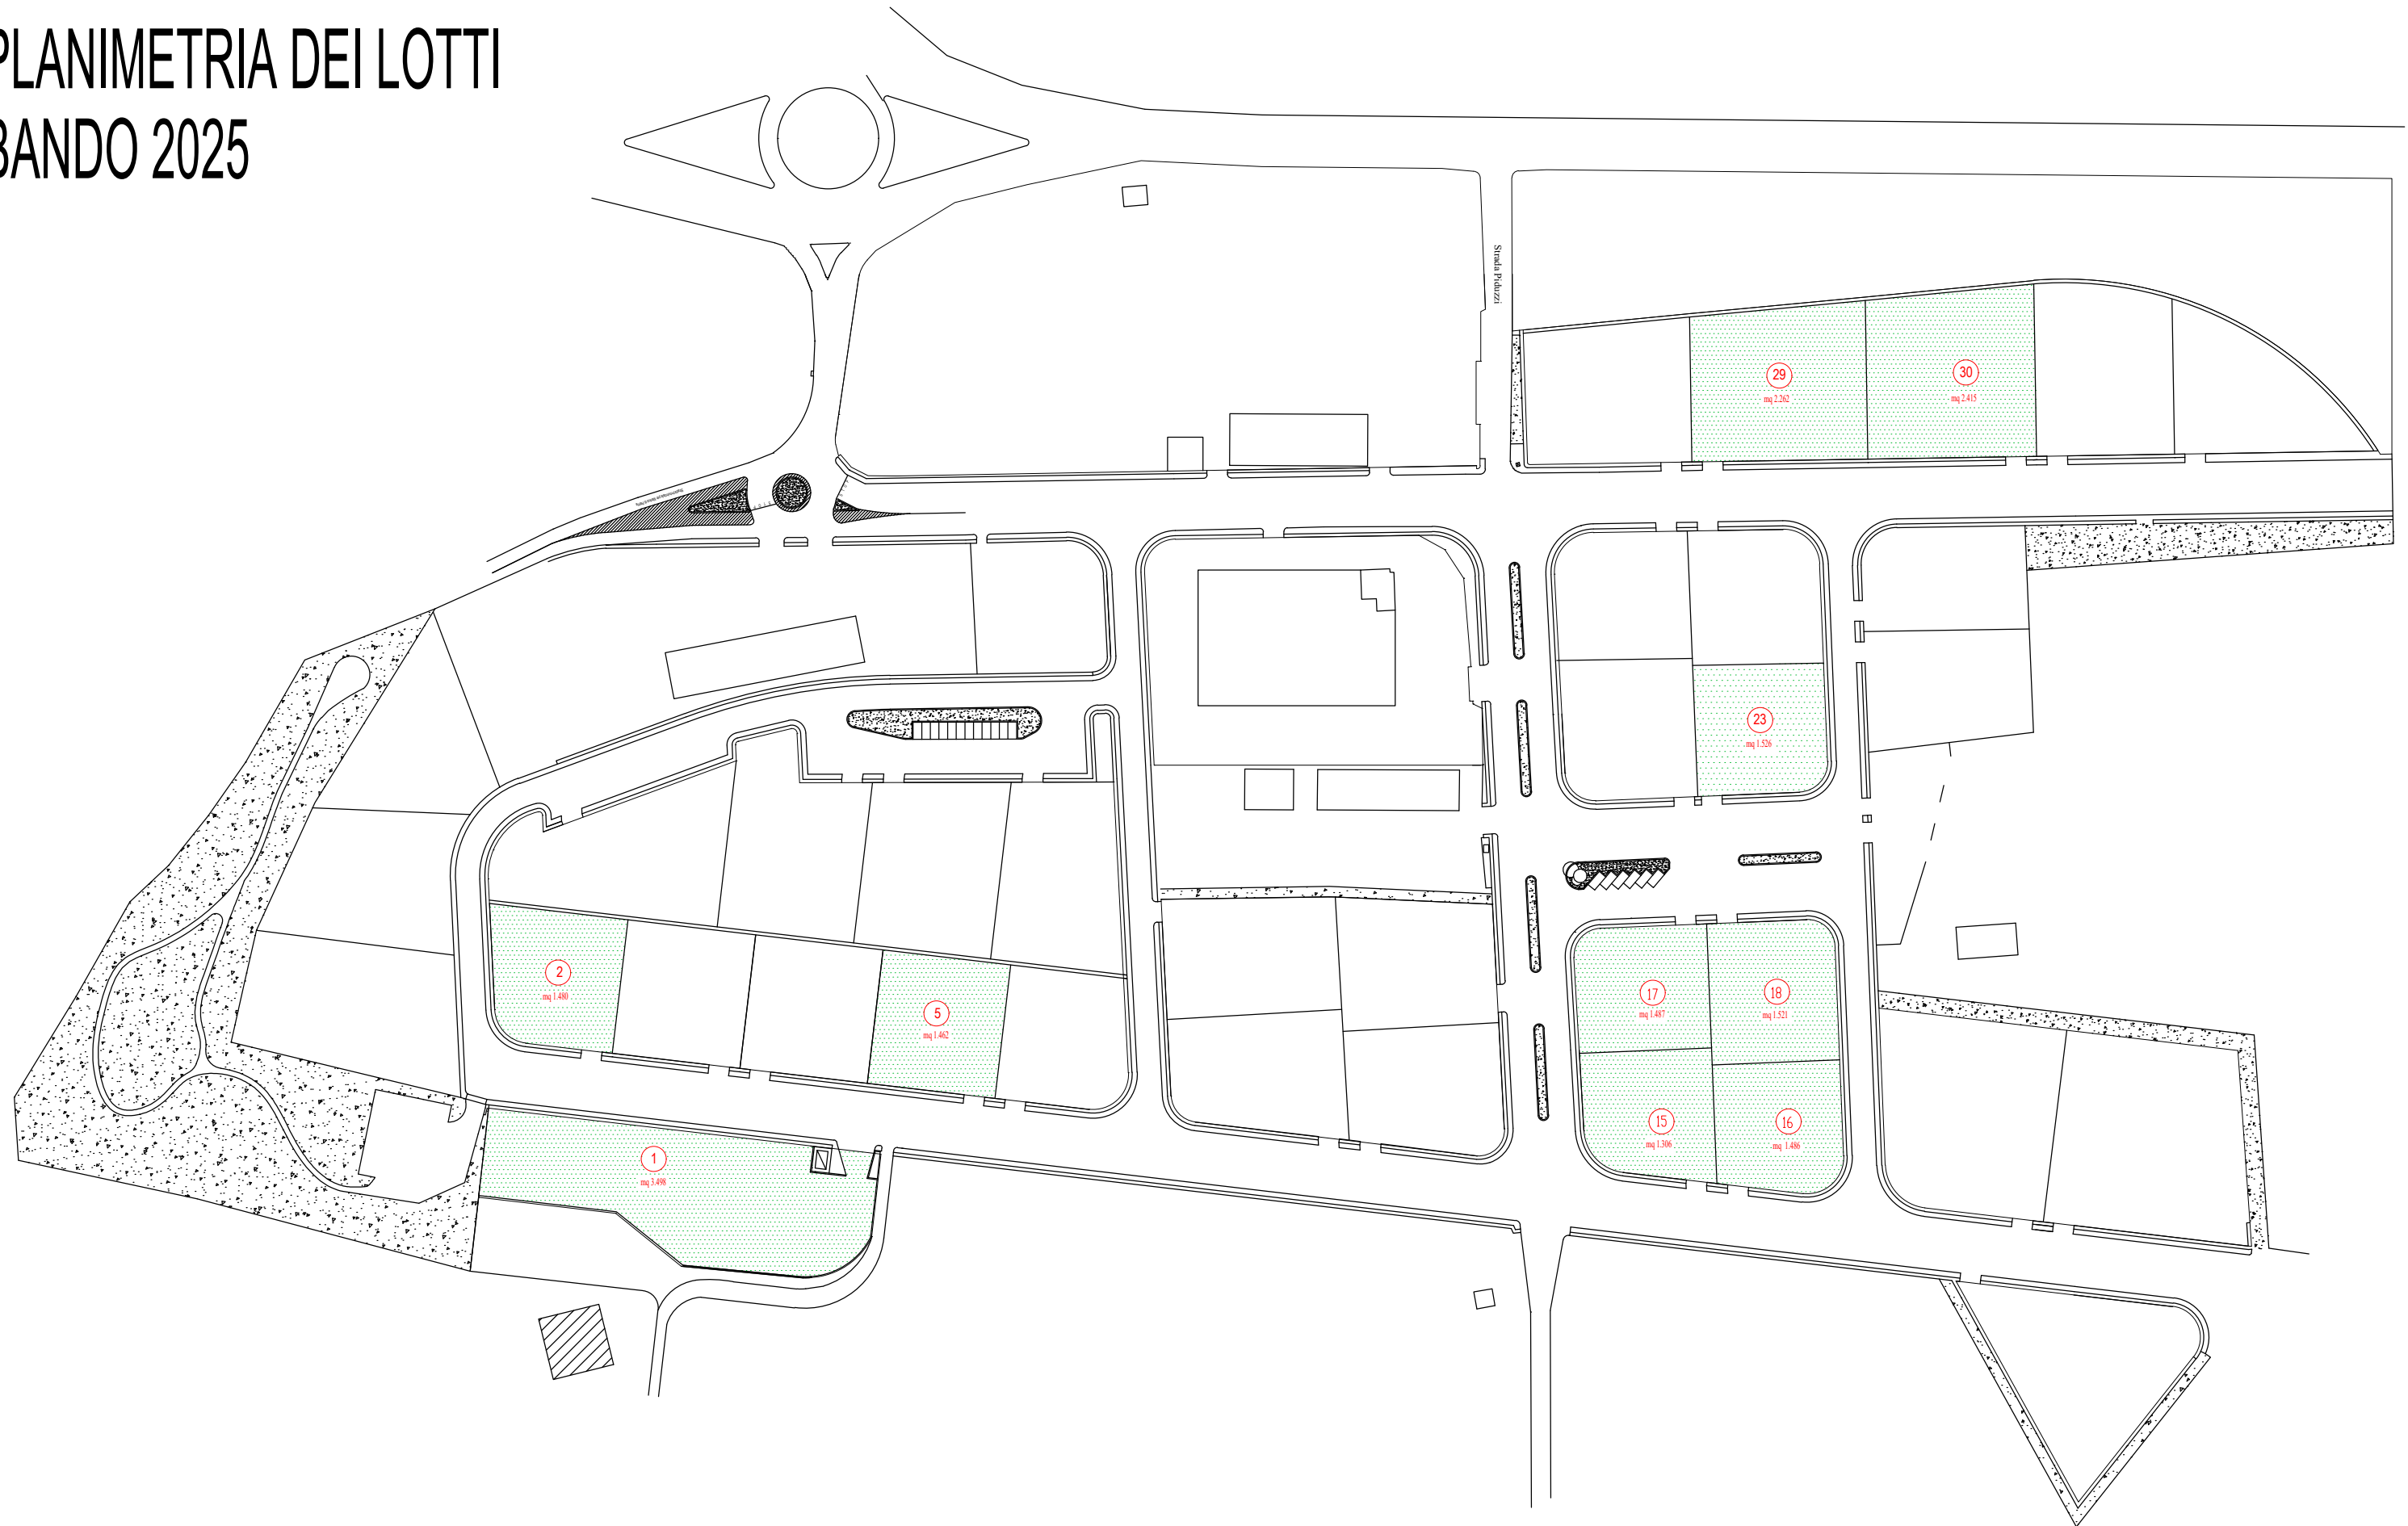 PLANIMETRIA DEI LOTTI
BANDO 2025
Strada Piduzzi
29
mq 2.262
30
mq 2.415
23
mq 1.526
2
mq 1.480
5
mq 1.462
17
mq 1.487
18
mq 1.521
15
mq 1.306
16
mq 1.486
1
mq 3.498